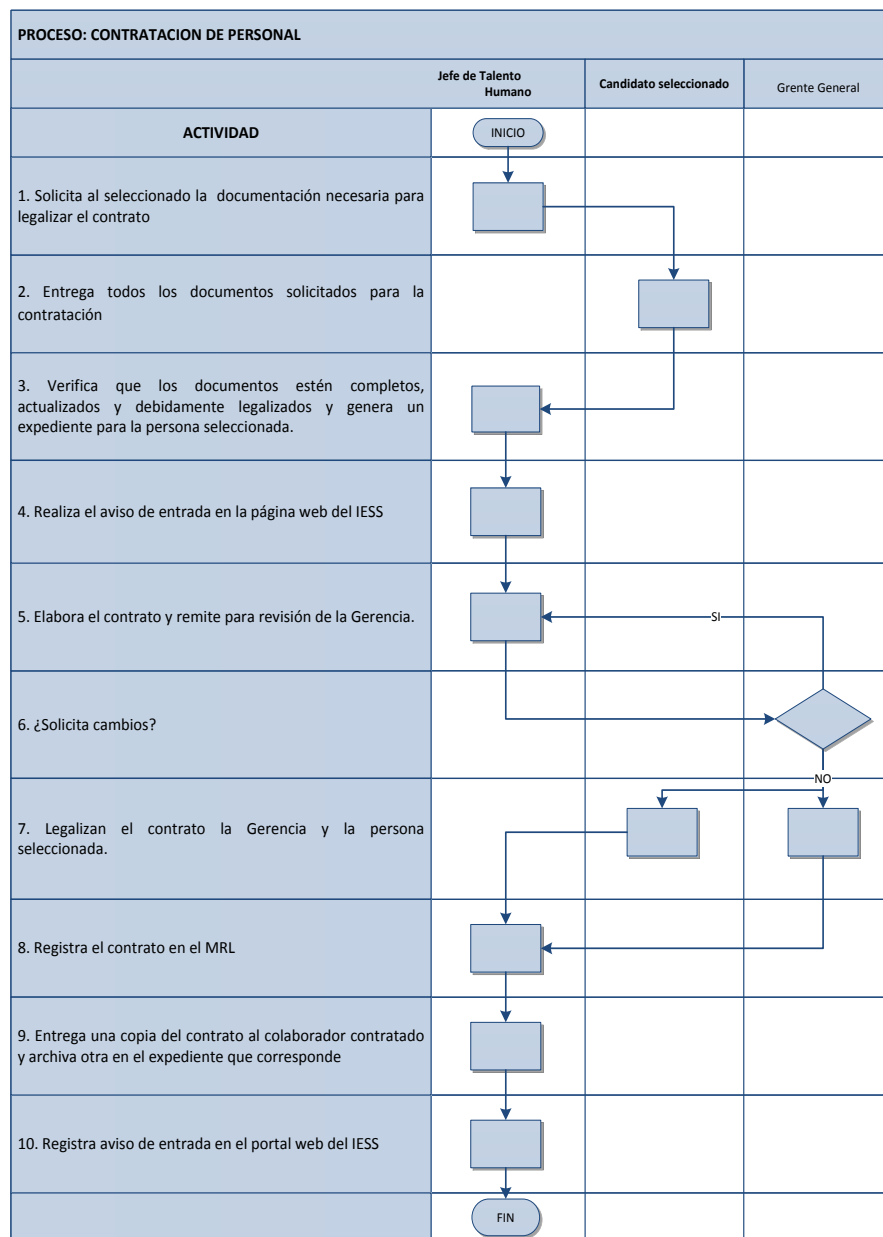 PROCESO: CONTRATACION DE PERSONAL
Jefe de Talento
Humano
Candidato seleccionado
Grente General
ACTIVIDAD
INICIO
1. Solicita al seleccionado la documentación necesaria para
legalizar el contrato
2. Entrega todos los documentos solicitados para la
contratación
3. Verifica que los documentos estén completos,
actualizados y debidamente legalizados y genera un
expediente para la persona seleccionada.
4. Realiza el aviso de entrada en la página web del IESS
5. Elabora el contrato y remite para revisión de la Gerencia.
SI
6. ¿Solicita cambios?
NO
7. Legalizan el contrato la Gerencia y la persona
seleccionada.
8. Registra el contrato en el MRL
9. Entrega una copia del contrato al colaborador contratado
y archiva otra en el expediente que corresponde
10. Registra aviso de entrada en el portal web del IESS
FIN